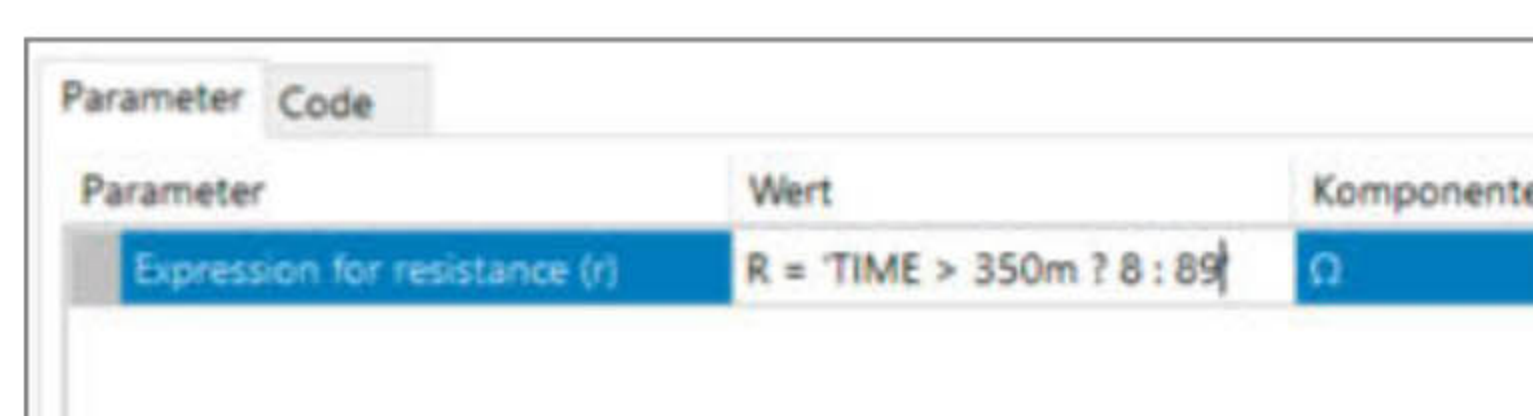 Parameter Code
Parameter Wert Komponente
Expression for resistance (r) R = 'TIME > 350m ? 8 : 89' Ω